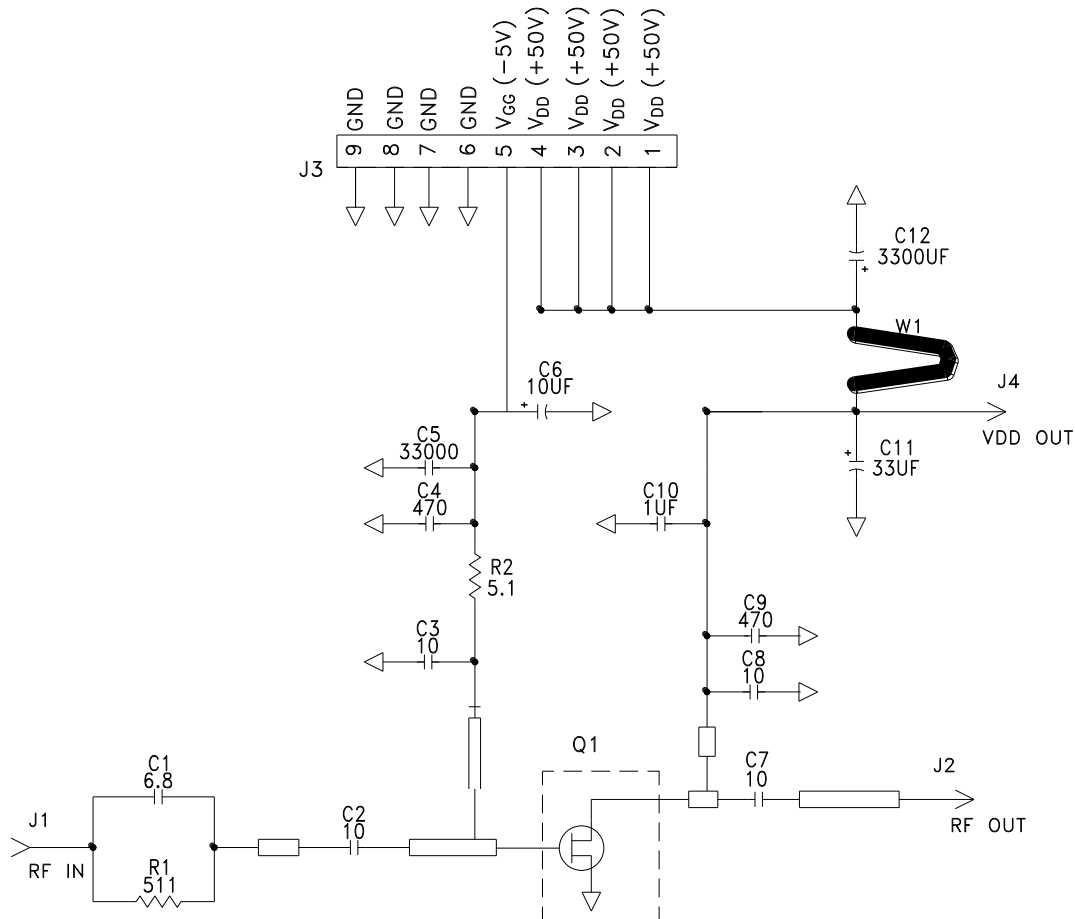 GND
GND
GND
GND
VGG (-5V)
VDD (+50V)
VDD (+50V)
VDD (+50V)
VDD (+50V)
J3
9
8
7
6
5
4
3
2
1
C12
3300UF
+
W1
C6
10UF
+
J4
VDD OUT
C5
33000
C11
33UF
+
C4
470
C10
1UF
R2
5.1
C9
470
C3
10
C8
10
Q1
C1
6.8
C7
10
J2
RF OUT
J1
RF IN
C2
10
R1
511